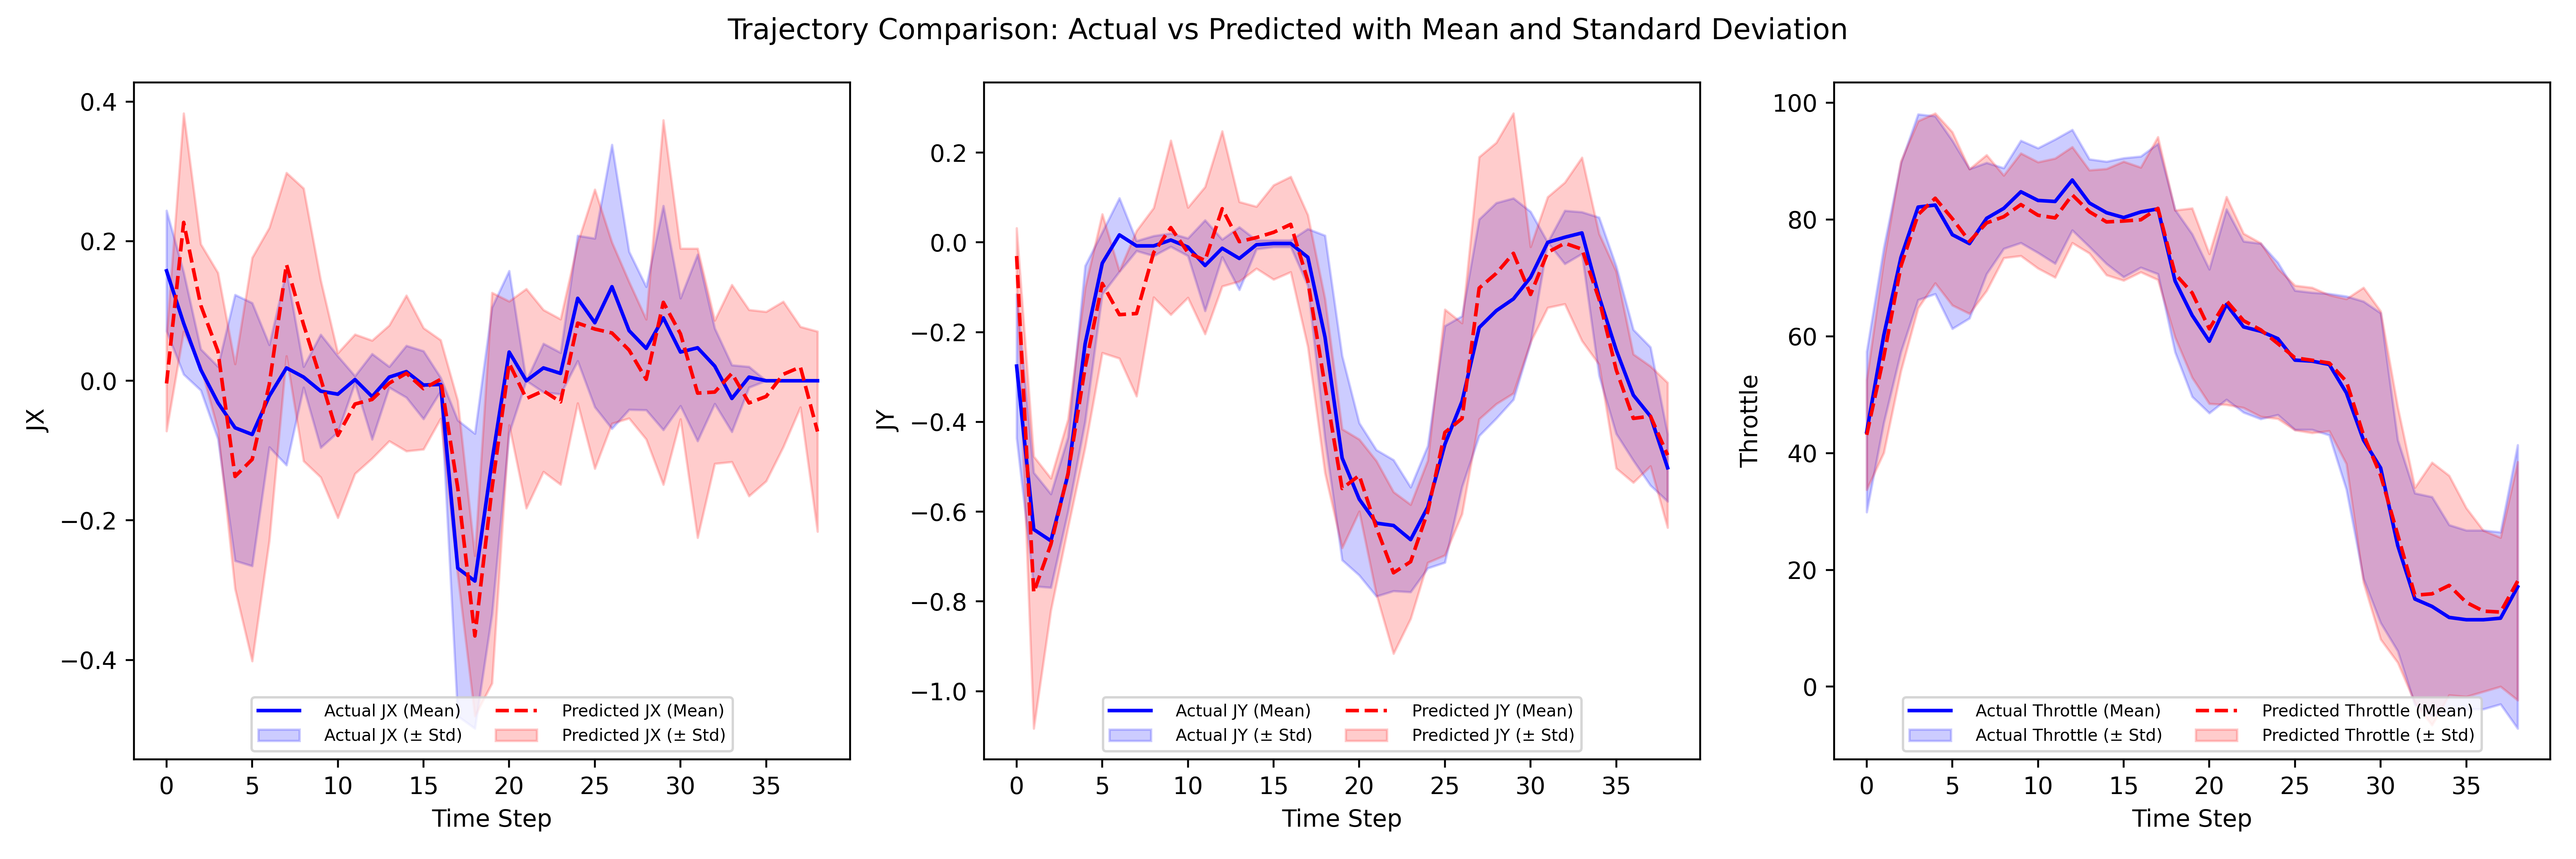 Trajectory Comparison: Actual vs Predicted with Mean and Standard Deviation
JX
0.4
0.2
0.0
−0.2
−0.4
Actual JX (Mean)
Actual JX (± Std)
Predicted JX (Mean)
Predicted JX (± Std)
0 5 10 15 20 25 30 35
Time Step
JY
0.2
0.0
−0.2
−0.4
−0.6
−0.8
−1.0
Actual JY (Mean)
Actual JY (± Std)
Predicted JY (Mean)
Predicted JY (± Std)
0 5 10 15 20 25 30 35
Time Step
Throttle
100
80
60
40
20
0
Actual Throttle (Mean)
Actual Throttle (± Std)
Predicted Throttle (Mean)
Predicted Throttle (± Std)
0 5 10 15 20 25 30 35
Time Step